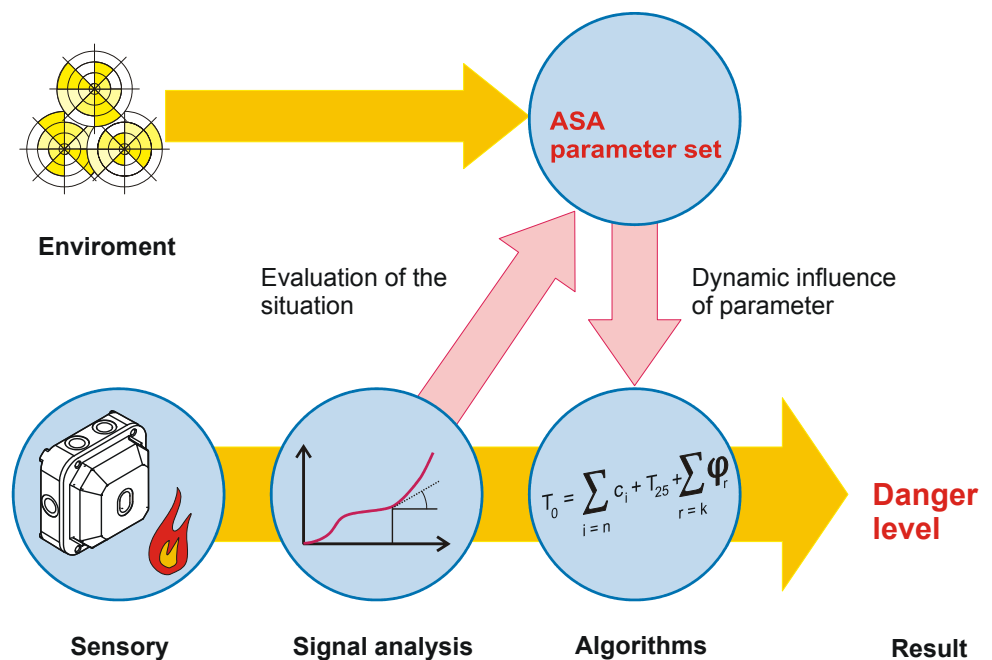 ASA
parameter set
Enviroment
Evaluation of the
situation
Dynamic influence
of parameter
T₀ = ∑ cᵢ + T₂₅ + ∑ φᵣ
i = n r = k
Danger
level
Sensory
Signal analysis
Algorithms
Result